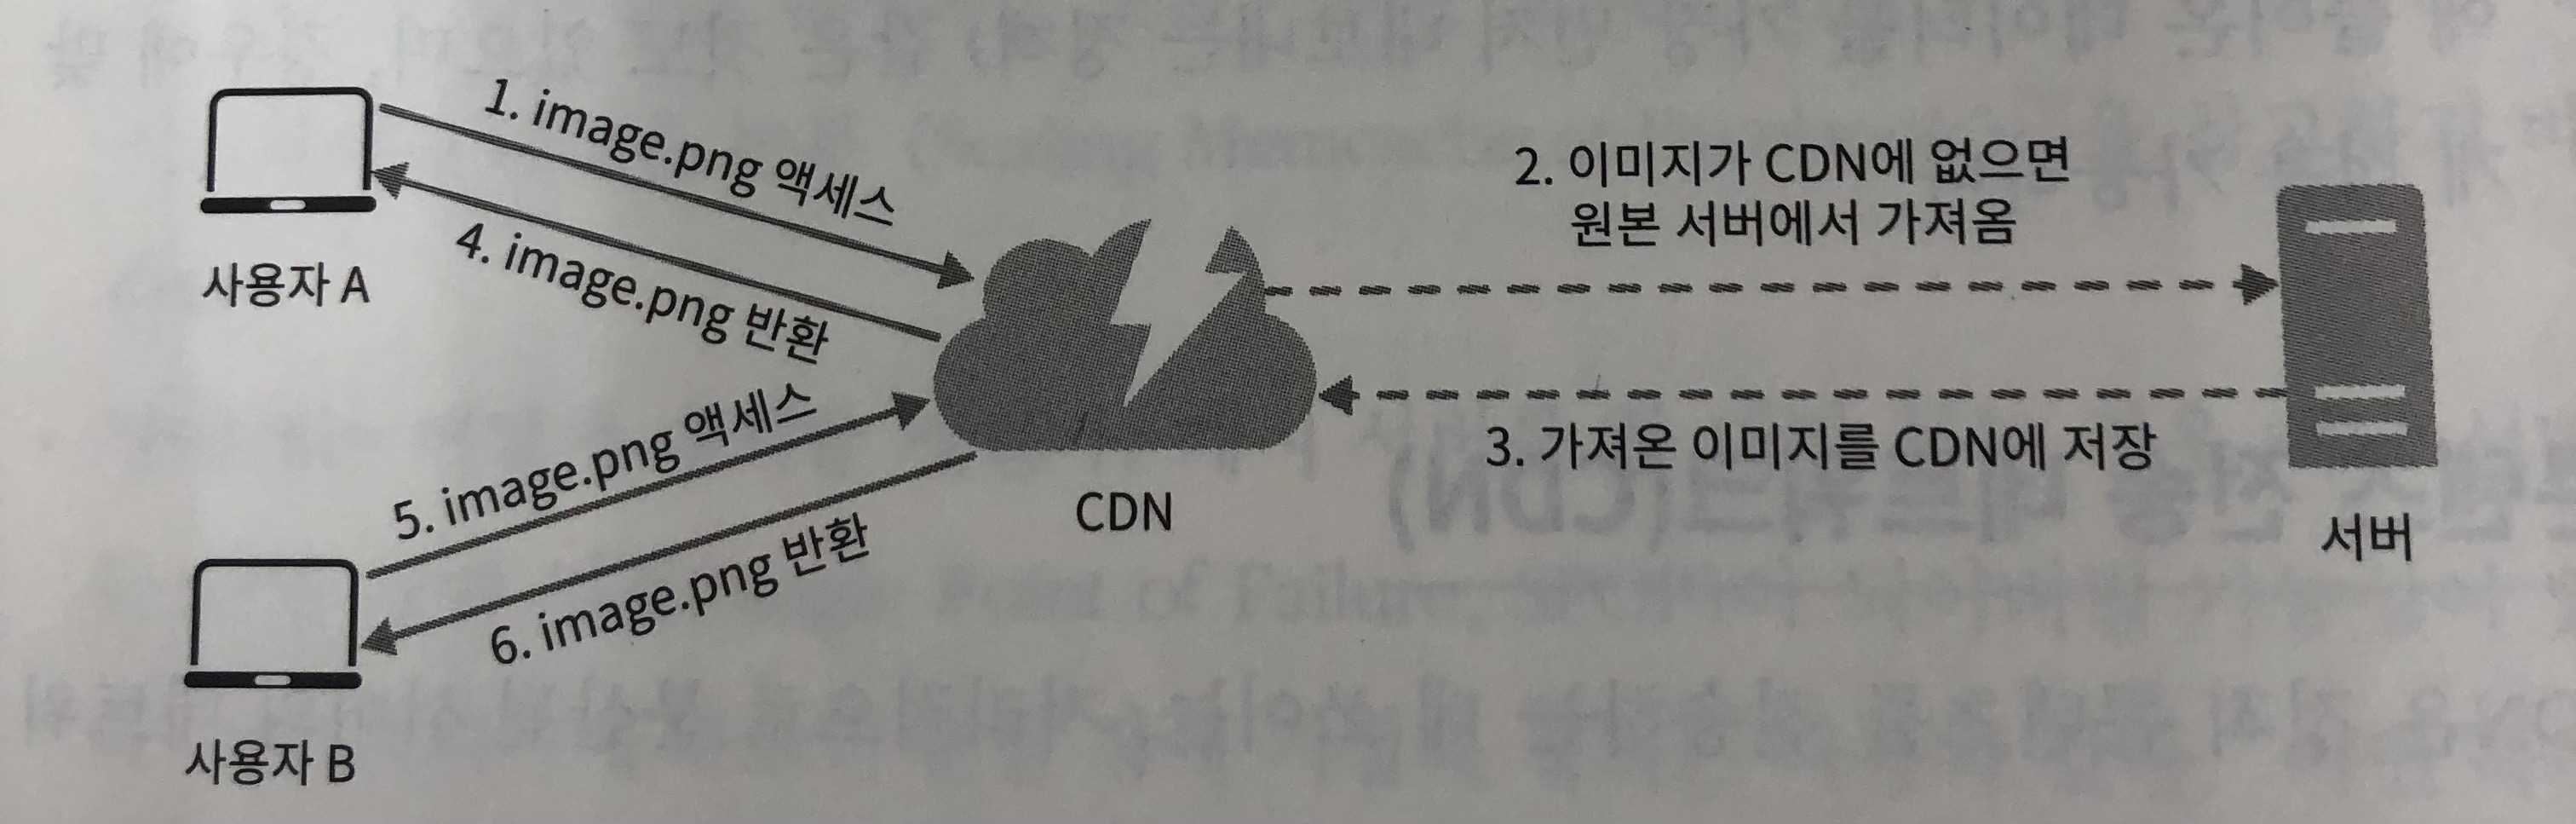 1. image.png 액세스
4. image.png 반환
사용자 A
2. 이미지가 CDN에 없으면
원본 서버에서 가져옴
3. 가져온 이미지를 CDN에 저장
CDN
서버
5. image.png 액세스
6. image.png 반환
사용자 B